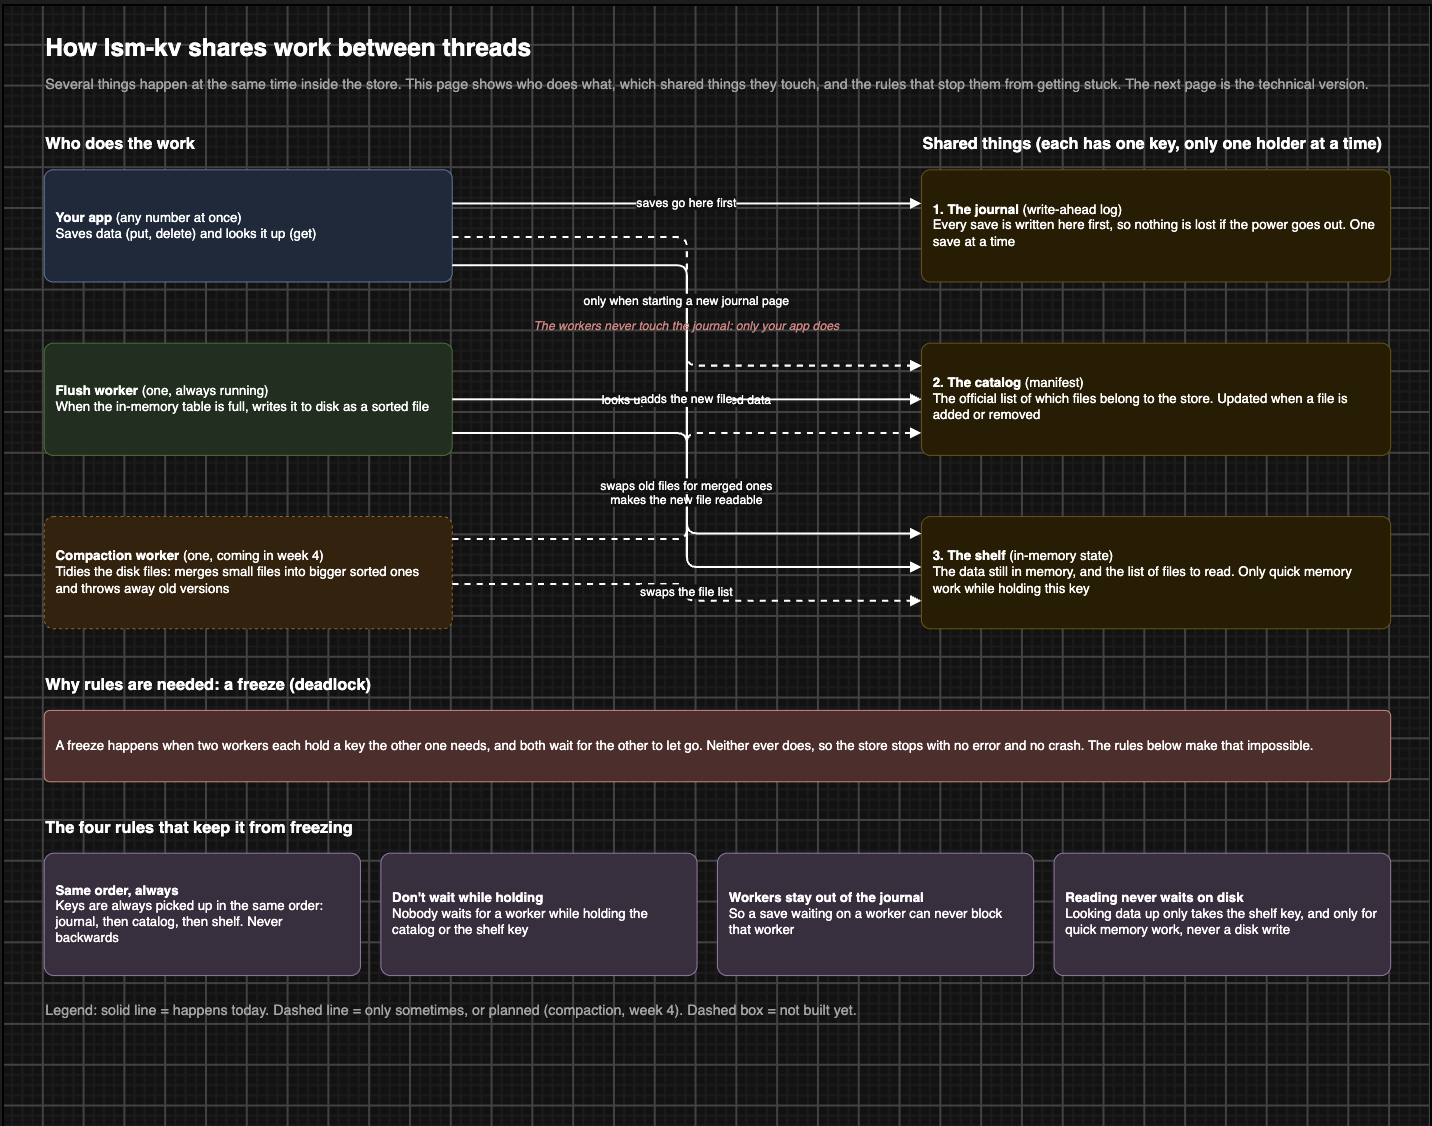 How lsm-kv shares work between threads
Several things happen at the same time inside the store. This page shows who does what, which shared things they touch, and the rules that stop them from getting stuck. The next page is the technical version.
Who does the work
Shared things (each has one key, only one holder at a time)
Your app (any number at once)
Saves data (put, delete) and looks it up (get)
saves go here first
1. The journal (write-ahead log)
Every save is written here first, so nothing is lost if the power goes out. One
save at a time
only when starting a new journal page
The workers never touch the journal: only your app does
Flush worker (one, always running)
When the in-memory table is full, writes it to disk as a sorted file
looks
adds the new file
data
2. The catalog (manifest)
The official list of which files belong to the store. Updated when a file is
added or removed
swaps old files for merged ones
makes the new file readable
Compaction worker (one, coming in week 4)
Tidies the disk files: merges small files into bigger sorted ones
and throws away old versions
swaps the file list
3. The shelf (in-memory state)
The data still in memory, and the list of files to read. Only quick memory
work while holding this key
Why rules are needed: a freeze (deadlock)
A freeze happens when two workers each hold a key the other one needs, and both wait for the other to let go. Neither ever does, so the store stops with no error and no crash. The rules below make that impossible.
The four rules that keep it from freezing
Same order, always
Keys are always picked up in the same order:
journal, then catalog, then shelf. Never
backwards
Don't wait while holding
Nobody waits for a worker while holding the
catalog or the shelf key
Workers stay out of the journal
So a save waiting on a worker can never block
that worker
Reading never waits on disk
Looking data up only takes the shelf key, and only for
quick memory work, never a disk write
Legend: solid line = happens today. Dashed line = only sometimes, or planned (compaction, week 4). Dashed box = not built yet.